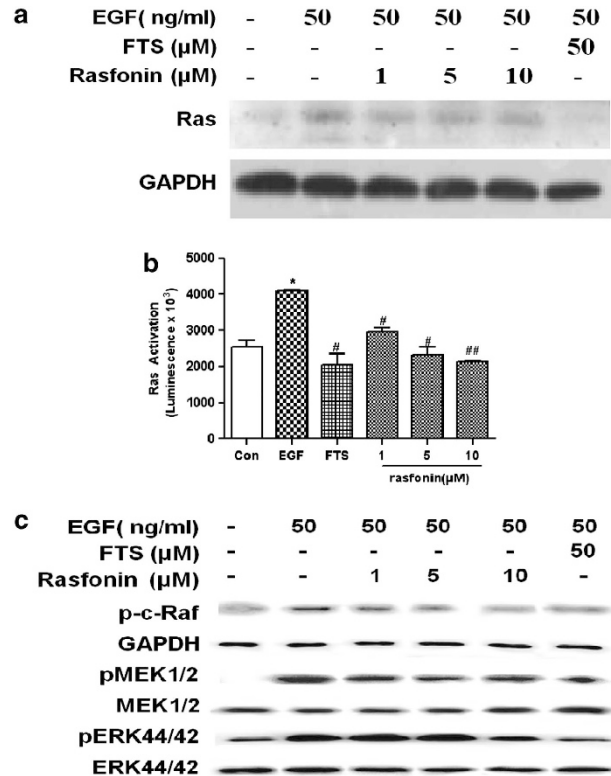 a
EGF( ng/ml) - 50 50 50 50 50
FTS (µM) - - - - - 50
Rasfonin (µM) - - 1 5 10 -
Ras
GAPDH
b
Ras Activation
(Luminescence x 10³)
5000
4000
3000
2000
1000
0
*
#
#
#
##
Con EGF FTS 1 5 10
rasfonin(µM)
c
EGF( ng/ml) - 50 50 50 50 50
FTS (µM) - - - - - 50
Rasfonin (µM) - - 1 5 10 -
p-c-Raf
GAPDH
pMEK1/2
MEK1/2
pERK44/42
ERK44/42